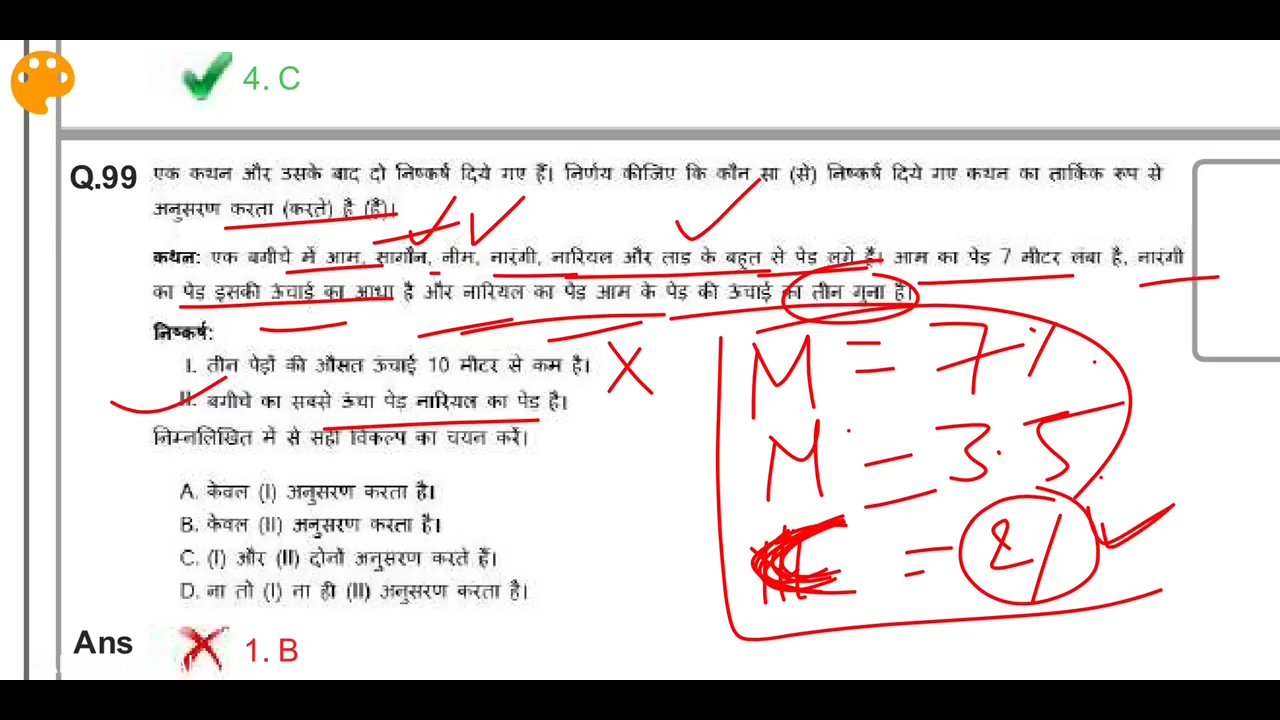 4. C
Q.99 एक कथन और उसके बाद दो निष्कर्ष दिये गए हैं। निर्णय कीजिए कि कौन सा (से) निष्कर्ष दिये गए कथन का तार्किक रूप से
अनुसरण करता (करते) है (हैं)।
कथन: एक बगीचे में आम, सागौन, नीम, नारंगी, नारियल और लाड के बहुत से पेड़ लगे हैं। आम का पेड़ 7 मीटर लंबा है, नारंगी
का पेड़ इसकी ऊंचाई का आधा है और नारियल का पेड़ आम के पेड़ की ऊंचाई का तीन गुना है।
निष्कर्ष:
I. तीन पेड़ों की औसत ऊंचाई 10 मीटर से कम है।
II. बगीचे का सबसे ऊंचा पेड़ नारियल का पेड़ है।
निम्नलिखित में से सही विकल्प का चयन करें।
A. केवल (I) अनुसरण करता है।
B. केवल (II) अनुसरण करता है।
C. (I) और (II) दोनों अनुसरण करते हैं।
D. ना तो (I) ना ही (II) अनुसरण करता है।
Ans 1. B
M = 7
M = 3.5
= 21